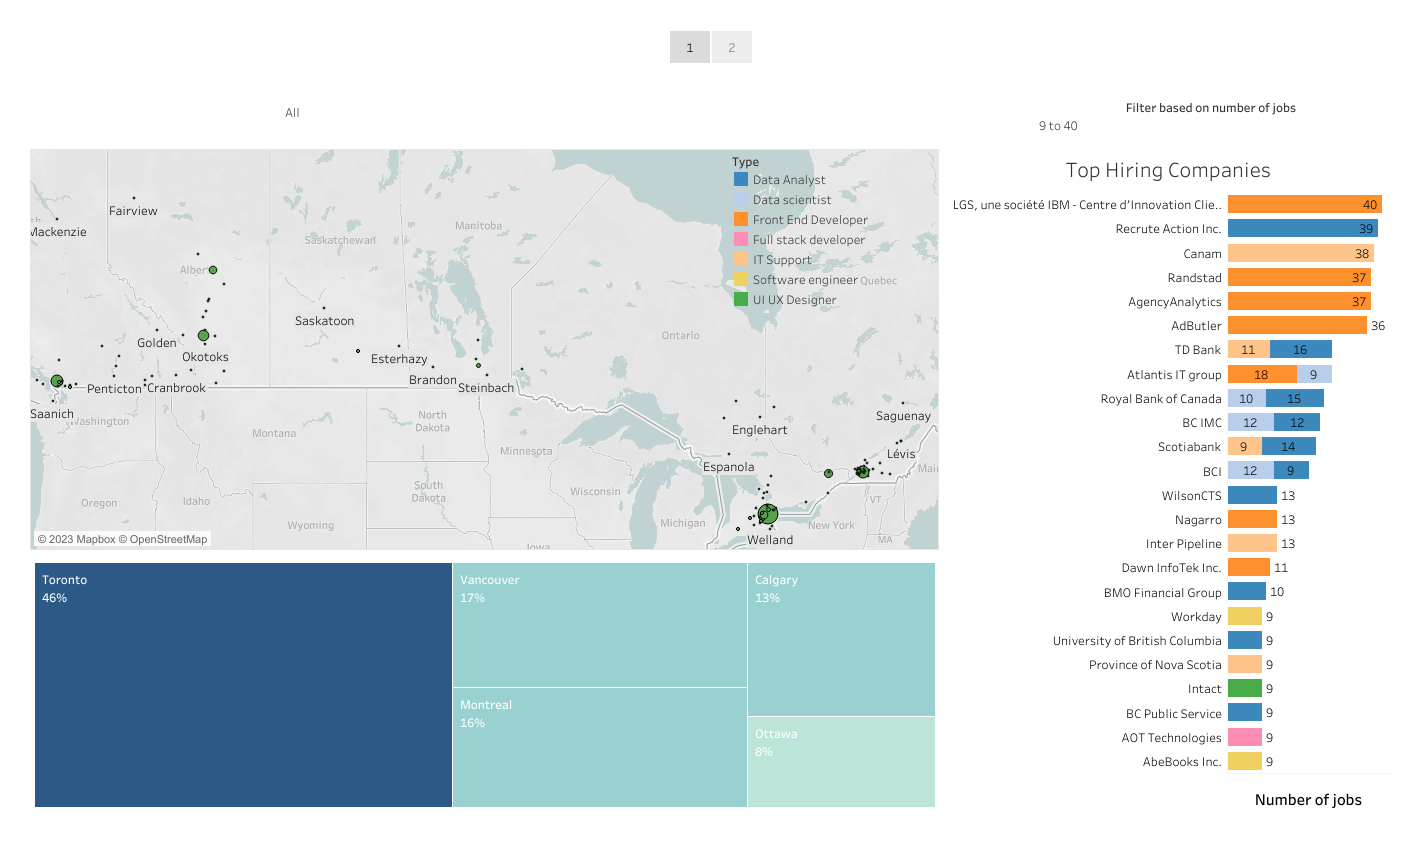 1
2
All
Filter based on number of jobs
9 to 40
Type
Data Analyst
Data scientist
Front End Developer
Full stack developer
IT Support
Software engineer
UI UX Designer
Fairview
Mackenzie
Saskatchewan
Manitoba
Quebec
Ontario
Saskatoon
Golden
Okotoks
Esterhazy
Brandon
Steinbach
Penticton
Cranbrook
Saanich
Washington
Montana
North
Dakota
Minnesota
Englehart
Saguenay
Espanola
Lévis
Oregon
Idaho
South
Dakota
Wisconsin
Wyoming
Michigan
New York
VT
MA
Iowa
Welland
© 2023 Mapbox © OpenStreetMap
Toronto
46%
Vancouver
17%
Calgary
13%
Montreal
16%
Ottawa
8%
Top Hiring Companies
LGS, une société IBM - Centre d'Innovation Clie.. 40
Recrute Action Inc. 39
Canam 38
Randstad 37
AgencyAnalytics 37
AdButler 36
TD Bank 11 16
Atlantis IT group 18 9
Royal Bank of Canada 10 15
BC IMC 12 12
Scotiabank 9 14
BCI 12 9
WilsonCTS 13
Nagarro 13
Inter Pipeline 13
Dawn InfoTek Inc. 11
BMO Financial Group 10
Workday 9
University of British Columbia 9
Province of Nova Scotia 9
Intact 9
BC Public Service 9
AOT Technologies 9
AbeBooks Inc. 9
Number of jobs